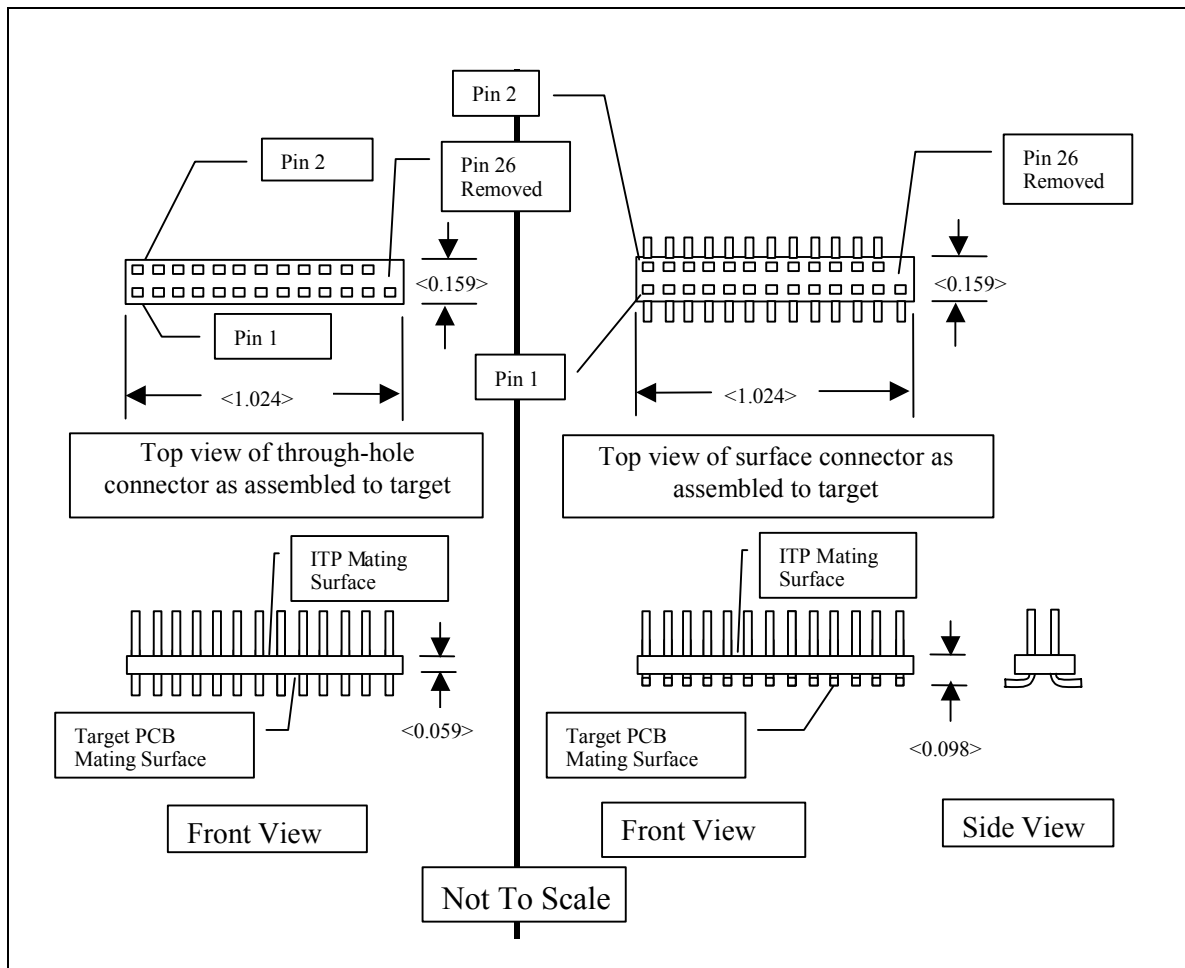 Pin 2
Pin 26
Removed
<0.159>
Pin 1
<1.024>
Top view of through-hole
connector as assembled to target
ITP Mating
Surface
Target PCB
Mating Surface
<0.059>
Front View
Pin 2
Pin 26
Removed
<0.159>
Pin 1
<1.024>
Top view of surface connector as
assembled to target
ITP Mating
Surface
Target PCB
Mating Surface
<0.098>
Front View
Side View
Not To Scale